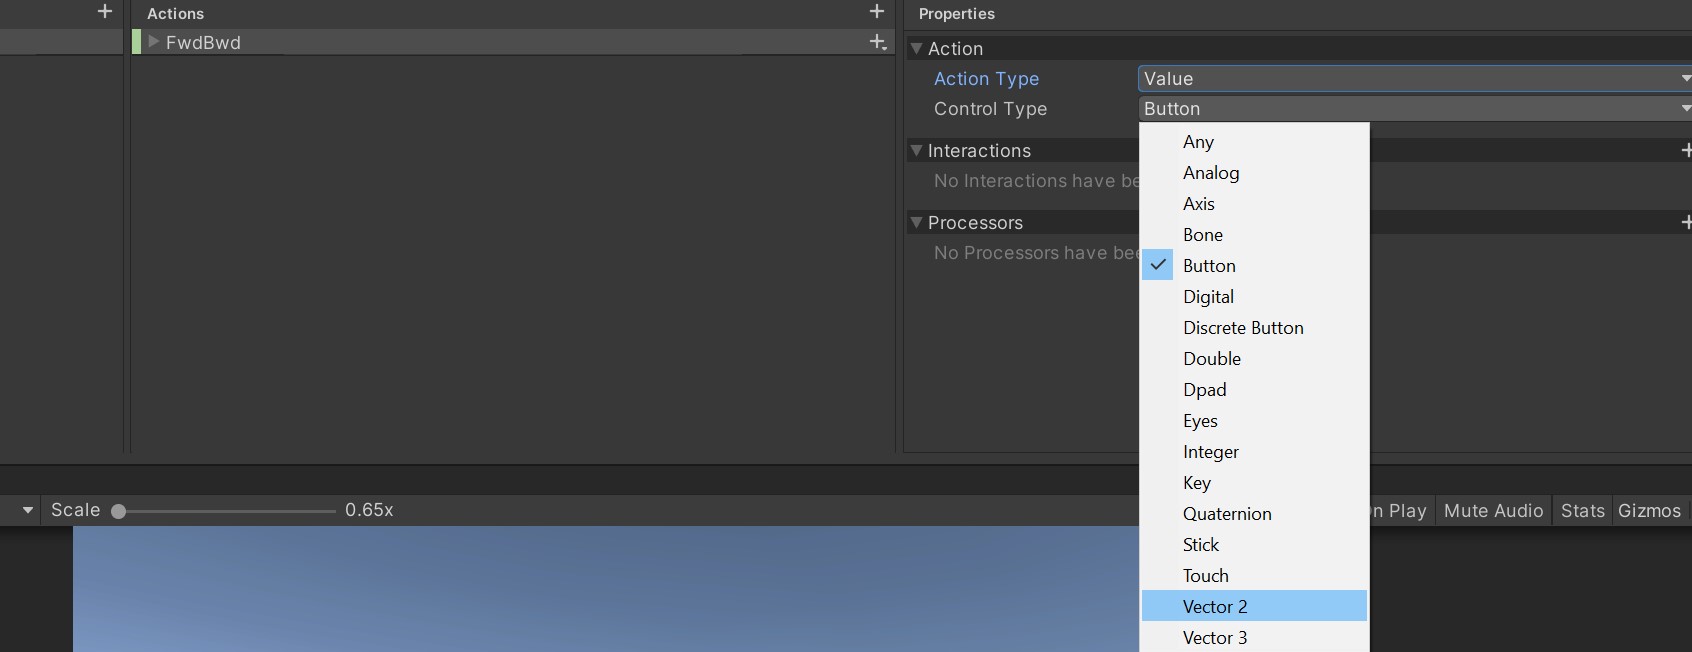 Actions
Properties
FwdBwd
Action
Action Type
Value
Control Type
Button
Any
Interactions
No Interactions have be
Analog
Axis
Processors
Bone
No Processors have bee
Button
Digital
Discrete Button
Double
Dpad
Eyes
Integer
Key
Scale
0.65x
Quaternion
n Play
Mute Audio
Stats
Gizmos
Stick
Touch
Vector 2
Vector 3